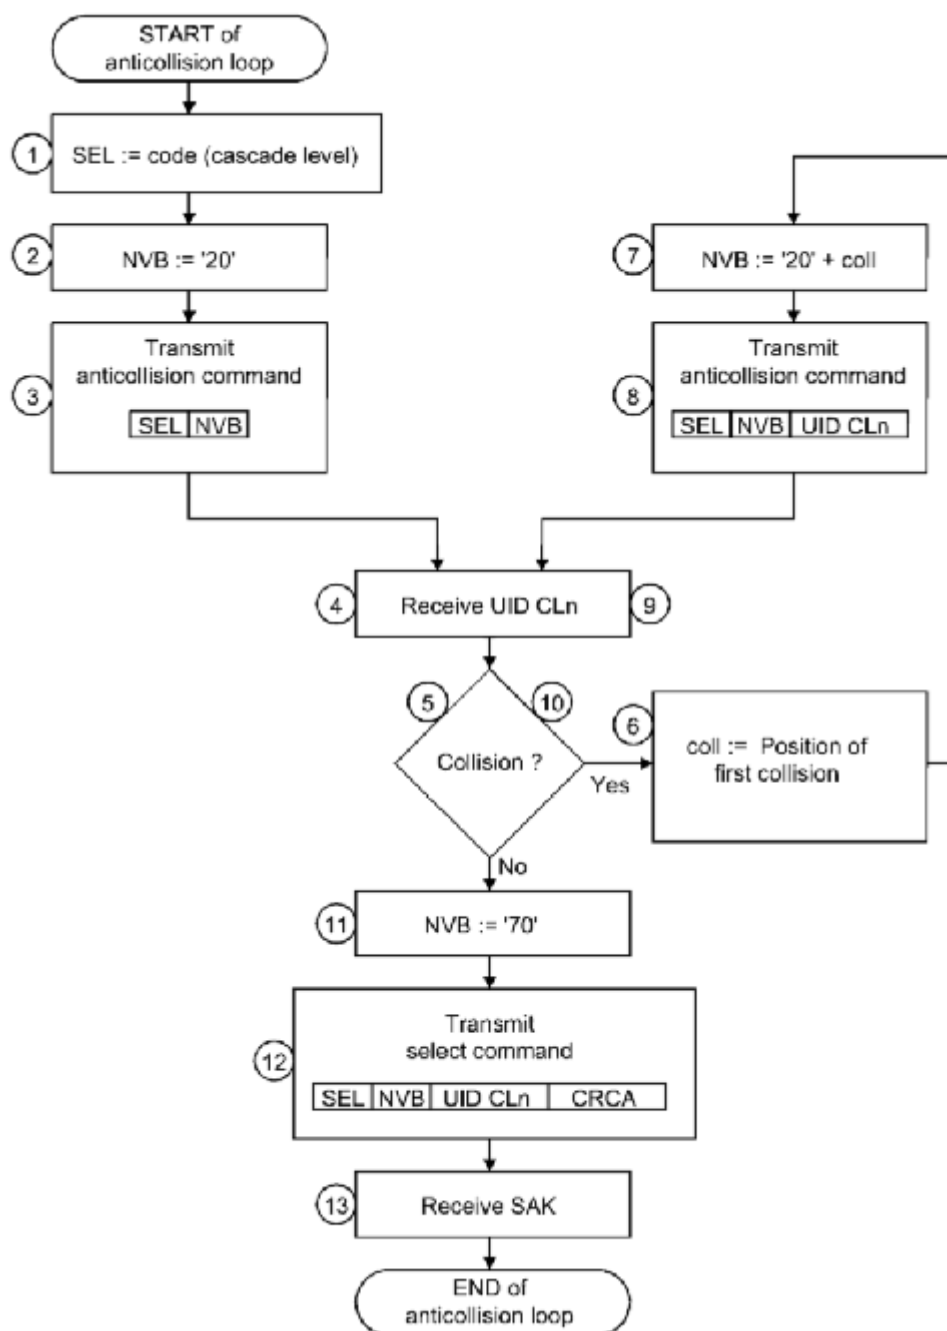 START of
anticollision loop
1
SEL := code (cascade level)
2
NVB := '20'
3
Transmit
anticollision command
SEL NVB
7
NVB := '20' + coll
8
Transmit
anticollision command
SEL NVB UID CLn
4
Receive UID CLn
9
5
10
Collision ?
Yes
6
coll := Position of
first collision
No
11
NVB := '70'
12
Transmit
select command
SEL NVB UID CLn CRCA
13
Receive SAK
END of
anticollision loop